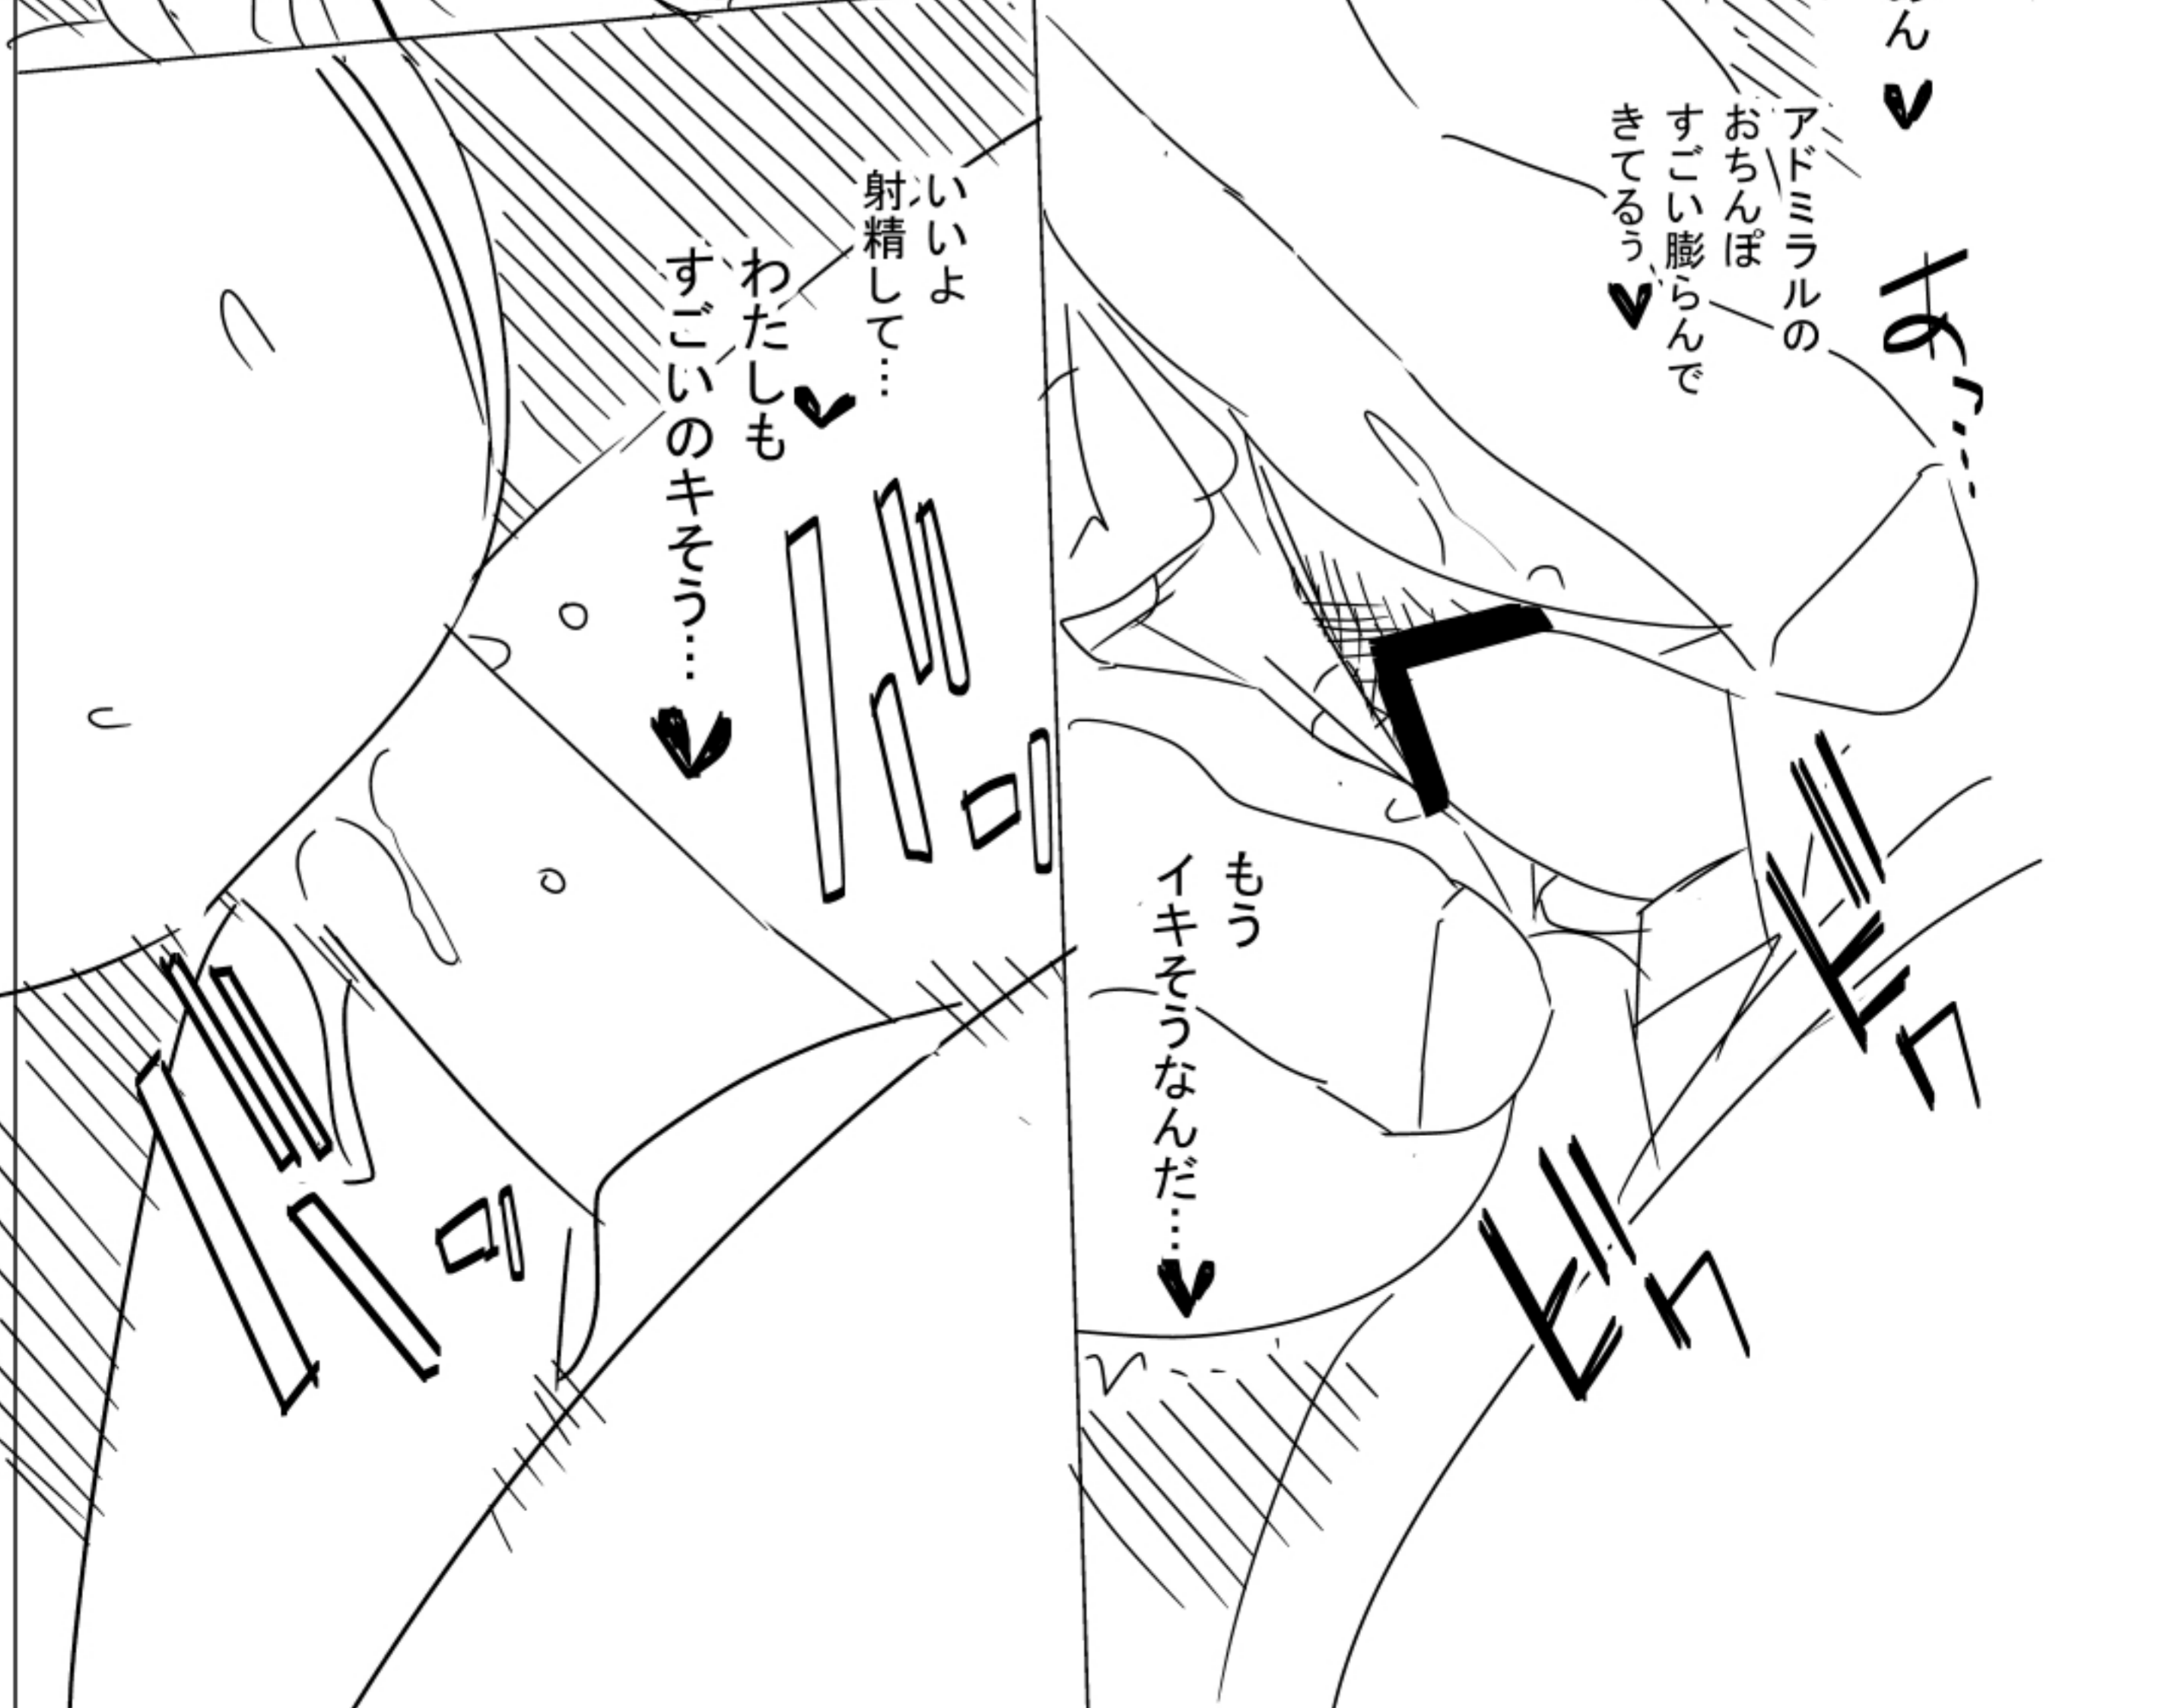 ん♥
あっ…
アドミラルの
おちんぽ
すごい膨らんで
きてるぅ♥
ビクッ
ビクッ
もう
イキそうなんだ…♥
いいよ
射精して…♥
わたしも
すごいのキそう…♥